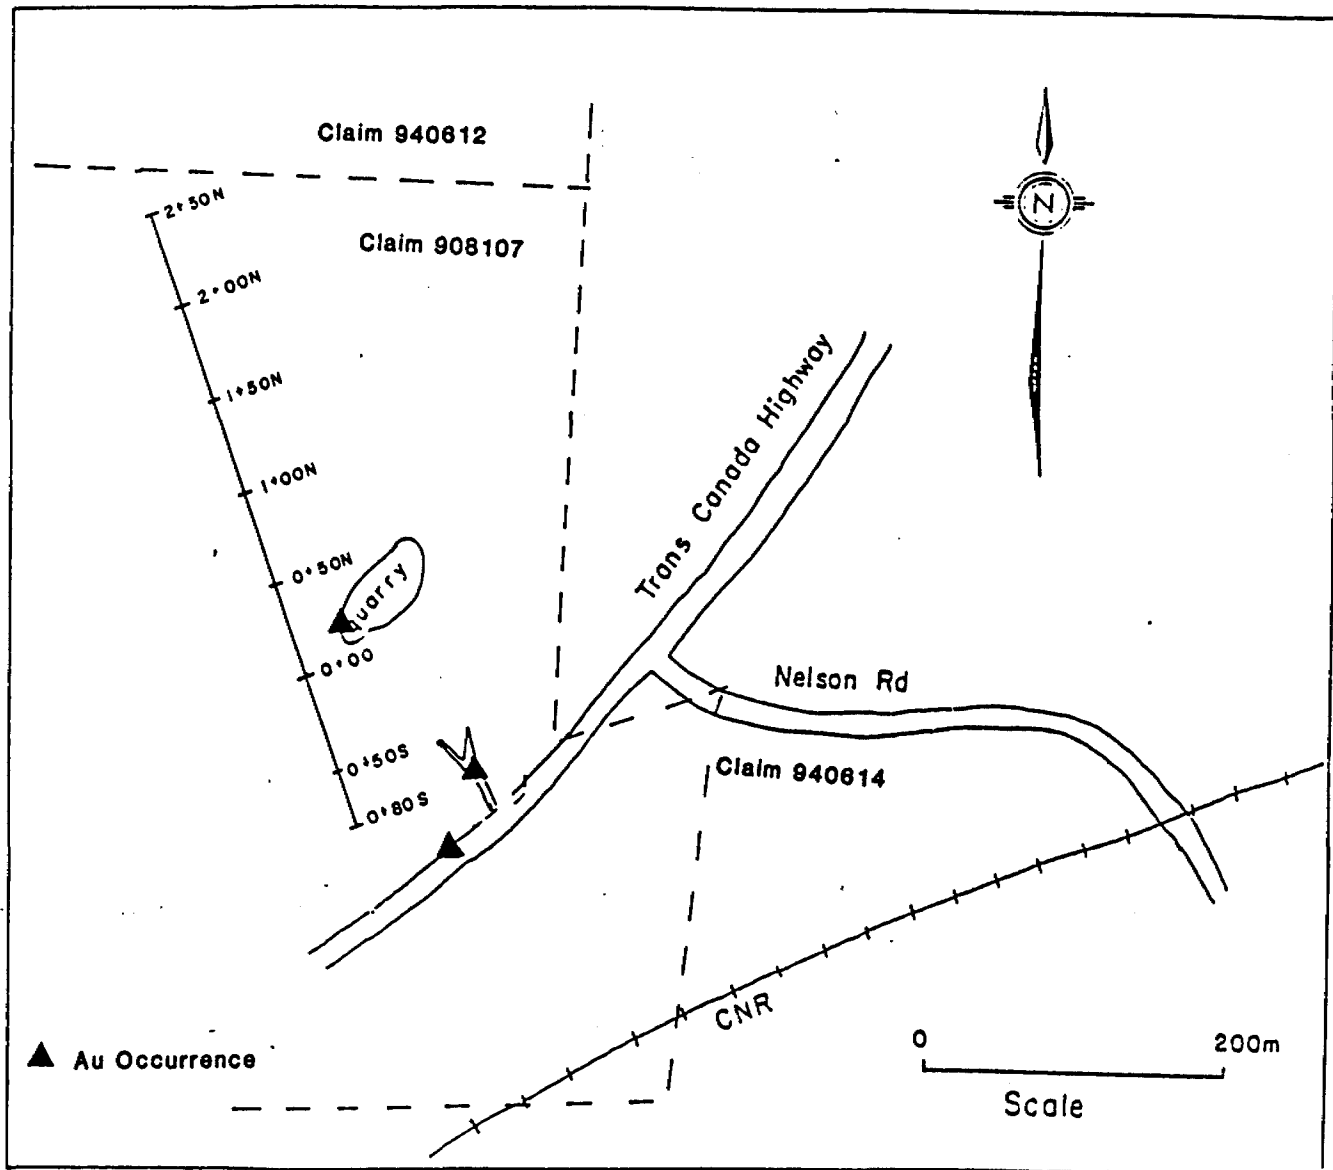 Claim 940612
2+50N
Claim 908107
2+00N
1+50N
1+00N
0+50N
quarry
0+00
0+50S
0+80S
Trans Canada Highway
N
Nelson Rd
Claim 940614
CNR
0 200m
Scale
Au Occurrence